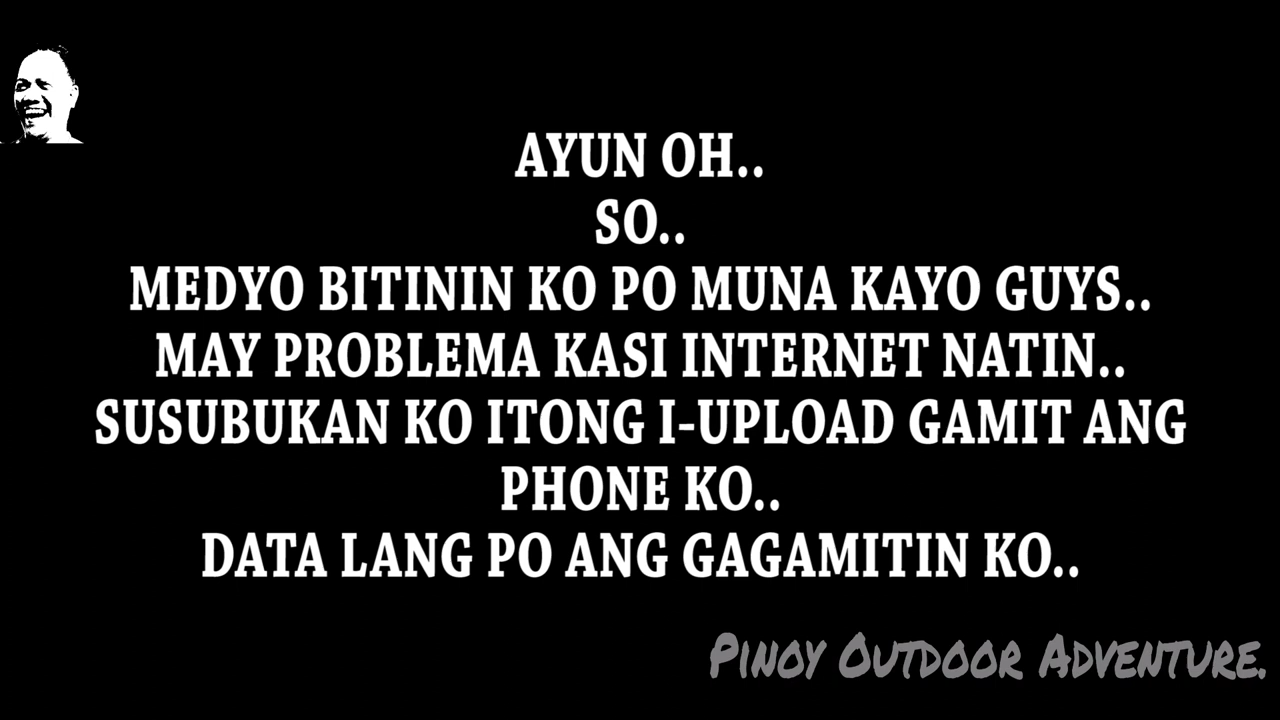 AYUN OH..
SO..
MEDYO BITININ KO PO MUNA KAYO GUYS..
MAY PROBLEMA KASI INTERNET NATIN..
SUSUBUKAN KO ITONG I-UPLOAD GAMIT ANG
PHONE KO..
DATA LANG PO ANG GAGAMITIN KO..
PINOY OUTDOOR ADVENTURE.